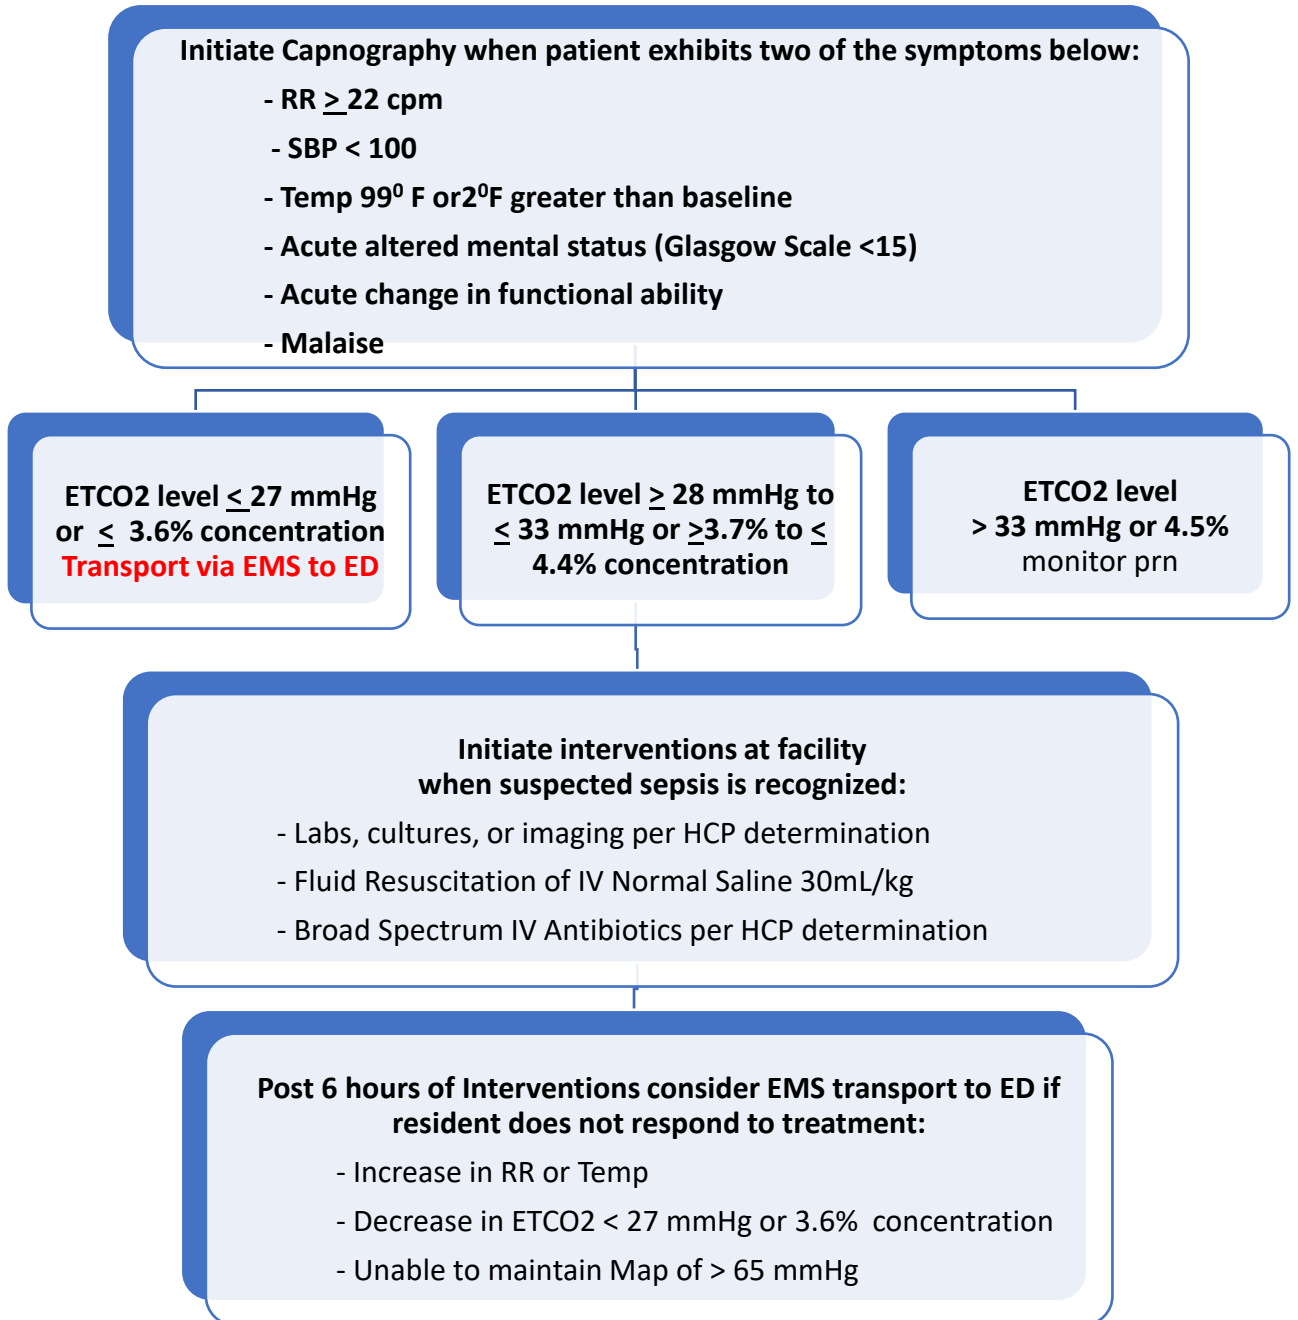 Initiate Capnography when patient exhibits two of the symptoms below:
- RR ≥ 22 cpm
- SBP < 100
- Temp 99⁰ F or2⁰F greater than baseline
- Acute altered mental status (Glasgow Scale <15)
- Acute change in functional ability
- Malaise
ETCO2 level ≤ 27 mmHg
or ≤ 3.6% concentration
Transport via EMS to ED
ETCO2 level ≥ 28 mmHg to
≤ 33 mmHg or ≥3.7% to ≤
4.4% concentration
ETCO2 level
> 33 mmHg or 4.5%
monitor prn
Initiate interventions at facility
when suspected sepsis is recognized:
- Labs, cultures, or imaging per HCP determination
- Fluid Resuscitation of IV Normal Saline 30mL/kg
- Broad Spectrum IV Antibiotics per HCP determination
Post 6 hours of Interventions consider EMS transport to ED if
resident does not respond to treatment:
- Increase in RR or Temp
- Decrease in ETCO2 < 27 mmHg or 3.6% concentration
- Unable to maintain Map of > 65 mmHg